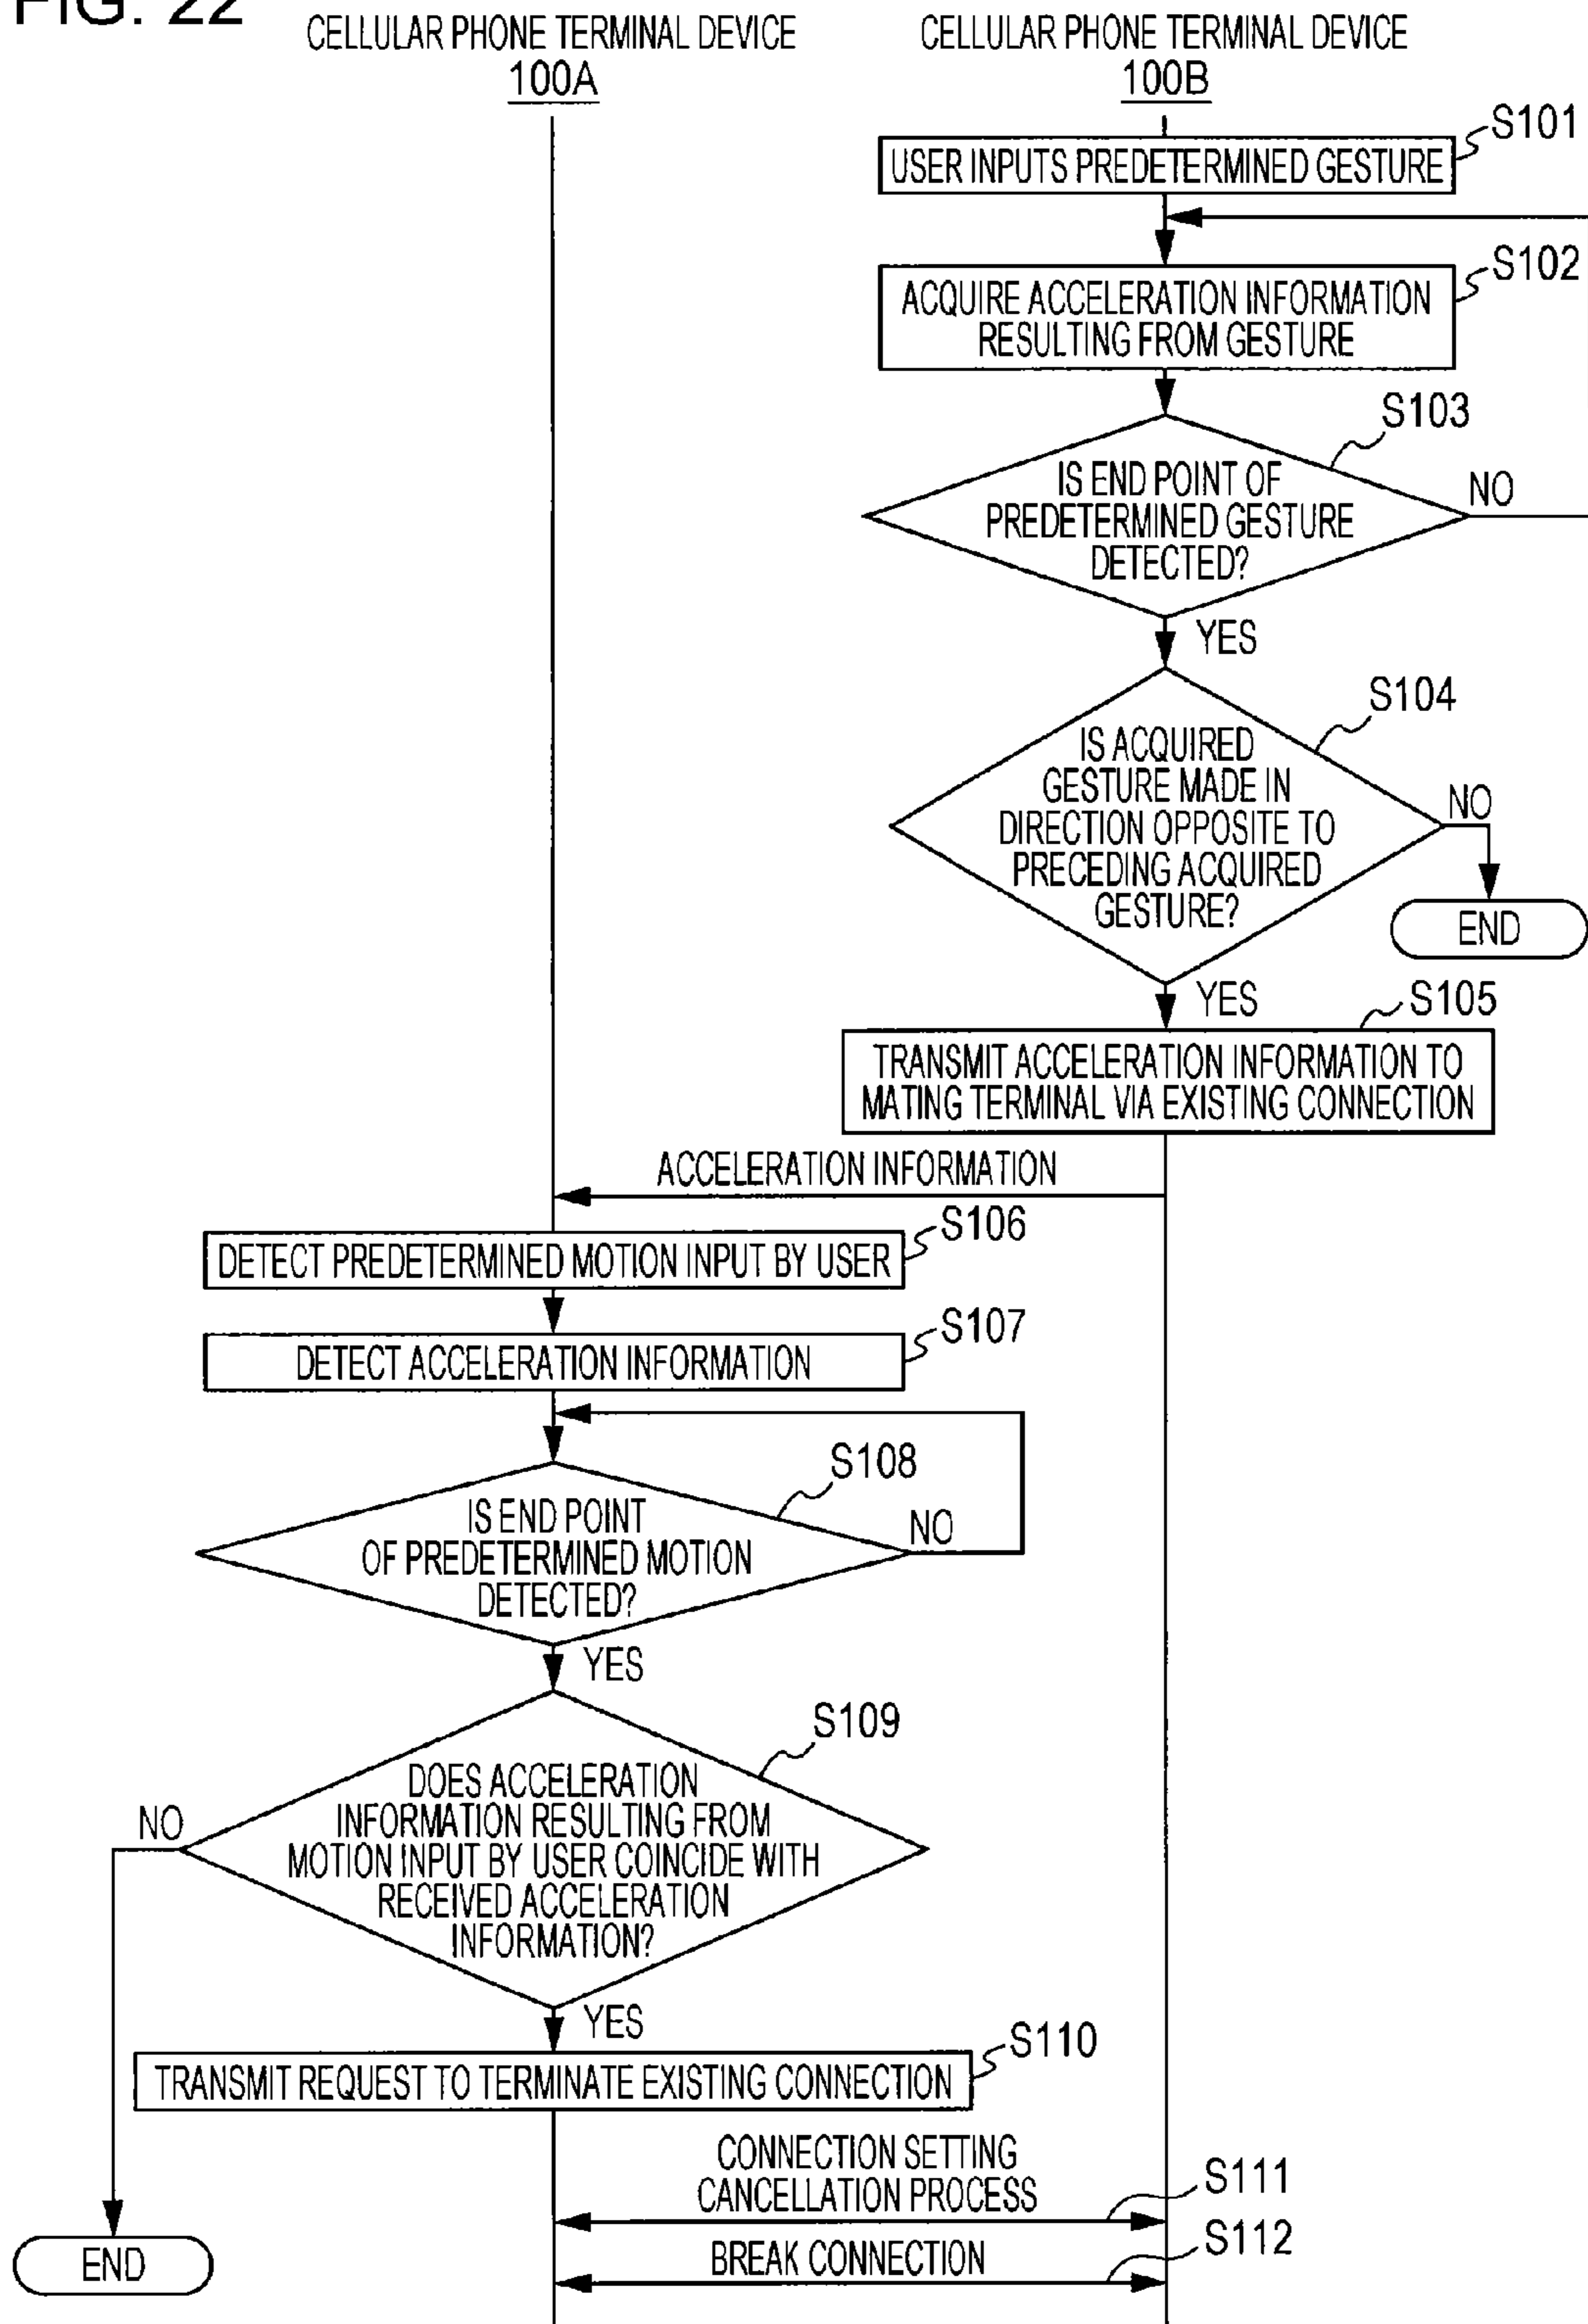 FIG. 22
CELLULAR PHONE TERMINAL DEVICE
100A
CELLULAR PHONE TERMINAL DEVICE
100B
S101
USER INPUTS PREDETERMINED GESTURE
S102
ACQUIRE ACCELERATION INFORMATION
RESULTING FROM GESTURE
S103
IS END POINT OF
PREDETERMINED GESTURE
DETECTED?
NO
YES
S104
IS ACQUIRED
GESTURE MADE IN
DIRECTION OPPOSITE TO
PRECEDING ACQUIRED
GESTURE?
NO
END
YES
S105
TRANSMIT ACCELERATION INFORMATION TO
MATING TERMINAL VIA EXISTING CONNECTION
ACCELERATION INFORMATION
S106
DETECT PREDETERMINED MOTION INPUT BY USER
S107
DETECT ACCELERATION INFORMATION
S108
IS END POINT
OF PREDETERMINED MOTION
DETECTED?
NO
YES
S109
DOES ACCELERATION
INFORMATION RESULTING FROM
MOTION INPUT BY USER COINCIDE WITH
RECEIVED ACCELERATION
INFORMATION?
NO
YES
S110
TRANSMIT REQUEST TO TERMINATE EXISTING CONNECTION
CONNECTION SETTING
CANCELLATION PROCESS
S111
BREAK CONNECTION
S112
END